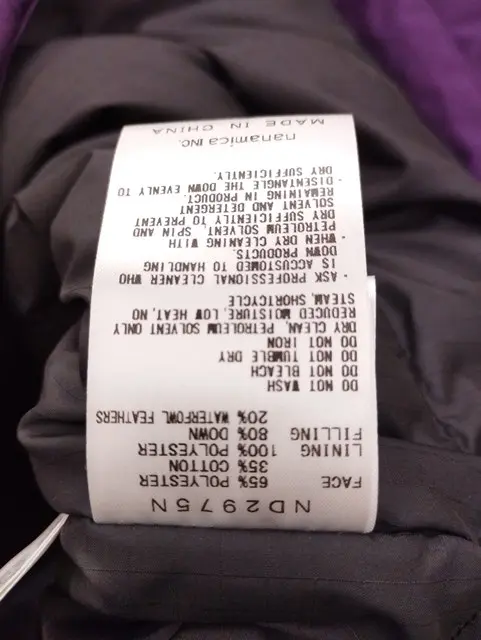 ND2975N
FACE 65% POLYESTER
35% COTTON
LINING 100% POLYESTER
FILLING 80% DOWN
20% WATERFOWL FEATHERS
DO NOT WASH
DO NOT BLEACH
DO NOT TUMBLE DRY
DO NOT IRON
DRY CLEAN, PETROLEUM SOLVENT ONLY
REDUCED MOISTURE, LOW HEAT, NO
STEAM, SHORTCYCLE
・ASK PROFESSIONAL CLEANER WHO
IS ACCUSTOMED TO HANDLING
DOWN PRODUCTS.
・WHEN DRY CLEANING WITH
PETROLEUM SOLVENT, SPIN AND
DRY SUFFICIENTLY TO PREVENT
SOLVENT AND DETERGENT
REMAINING IN PRODUCT.
・DISENTANGLE THE DOWN EVENLY TO
DRY SUFFICIENTLY.
nanamica INC.
MADE IN CHINA